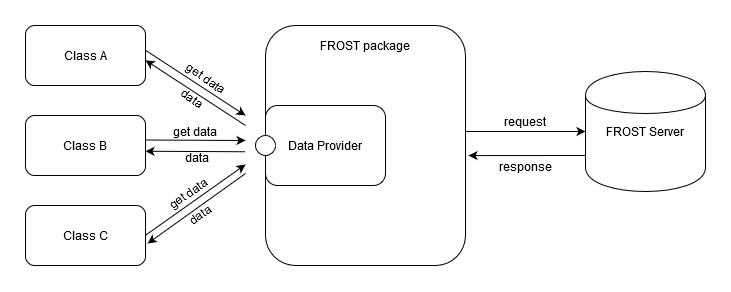 FROST package
Class A
get data
data
Class B
get data
data
Data Provider
request
response
FROST Server
Class C
get data
data